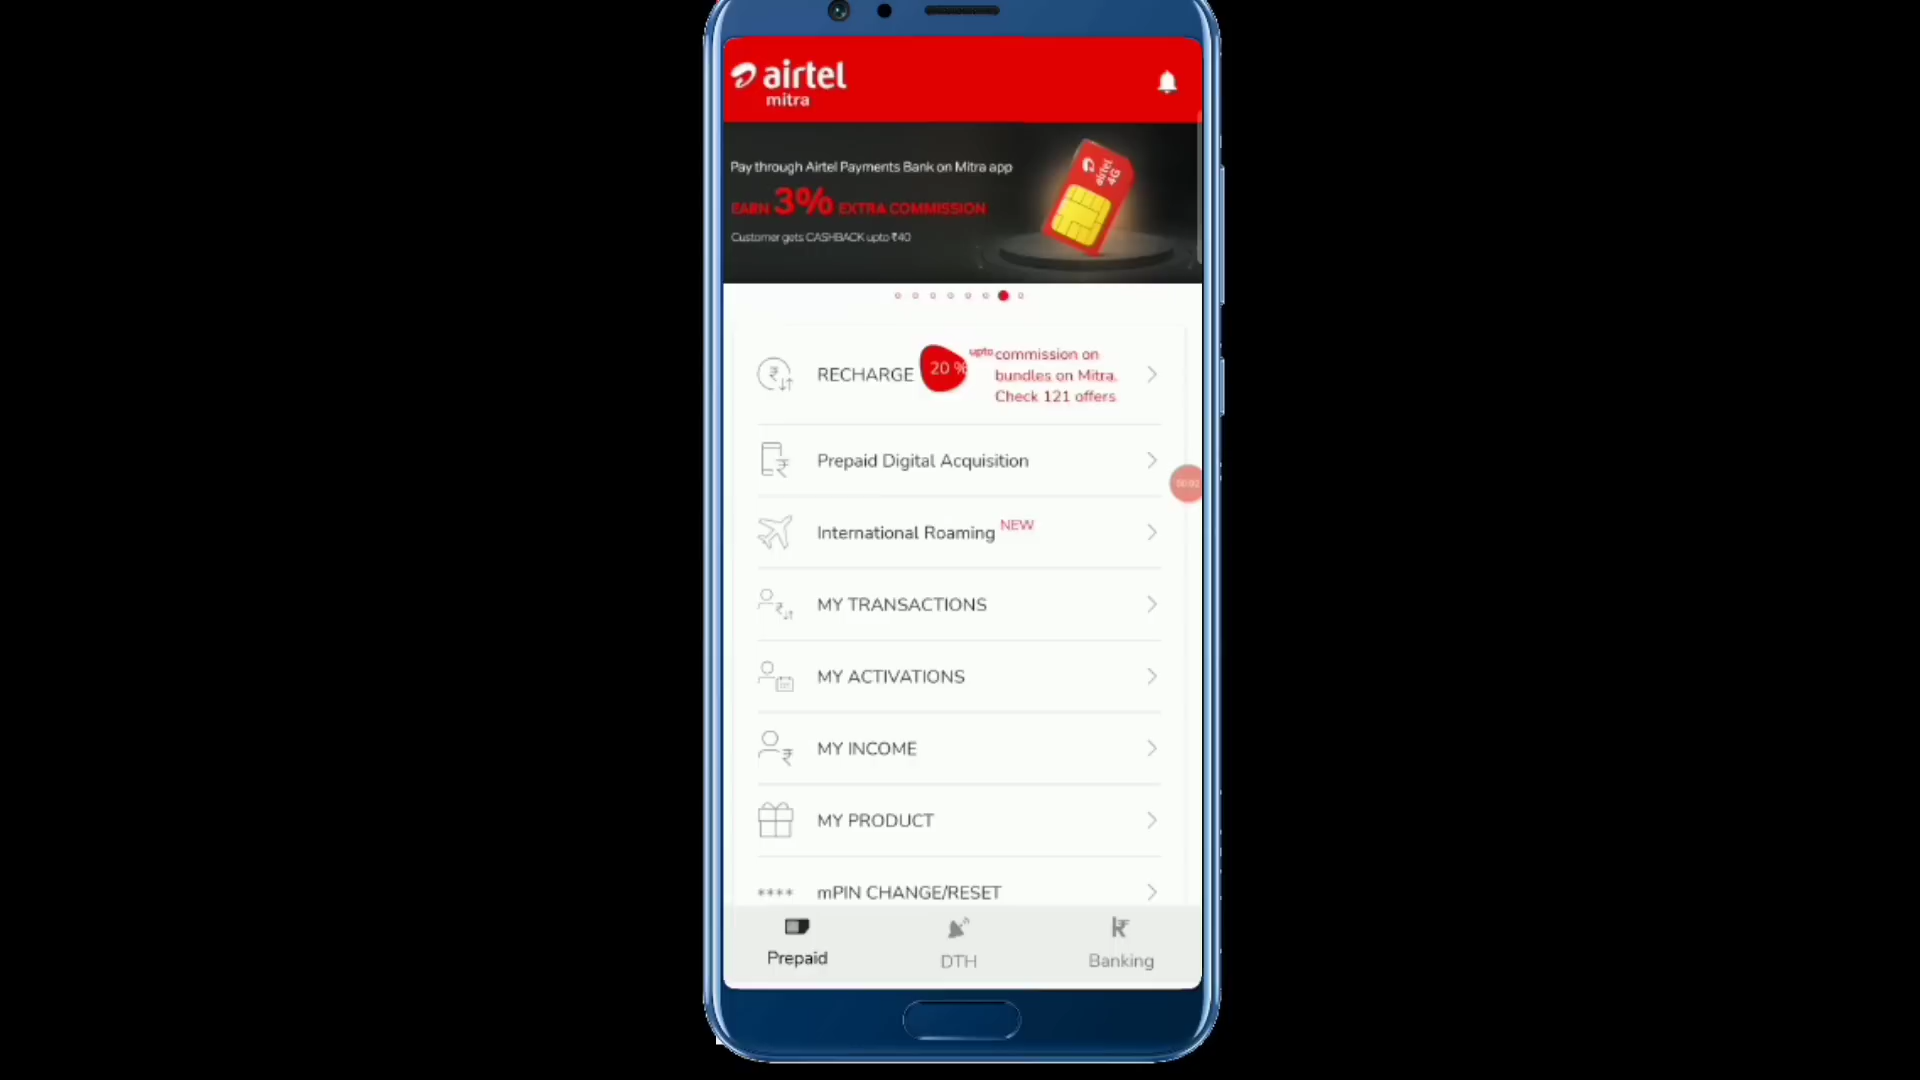 airtel
mitra
Pay through Airtel Payments Bank on Mitra app
EARN 3% EXTRA COMMISSION
Customer gets CASHBACK upto ₹40
airtel
4G
RECHARGE 20 % upto commission on
bundles on Mitra.
Check 121 offers
Prepaid Digital Acquisition
International Roaming NEW
MY TRANSACTIONS
MY ACTIVATIONS
MY INCOME
MY PRODUCT
**** mPIN CHANGE/RESET
Prepaid
DTH
Banking